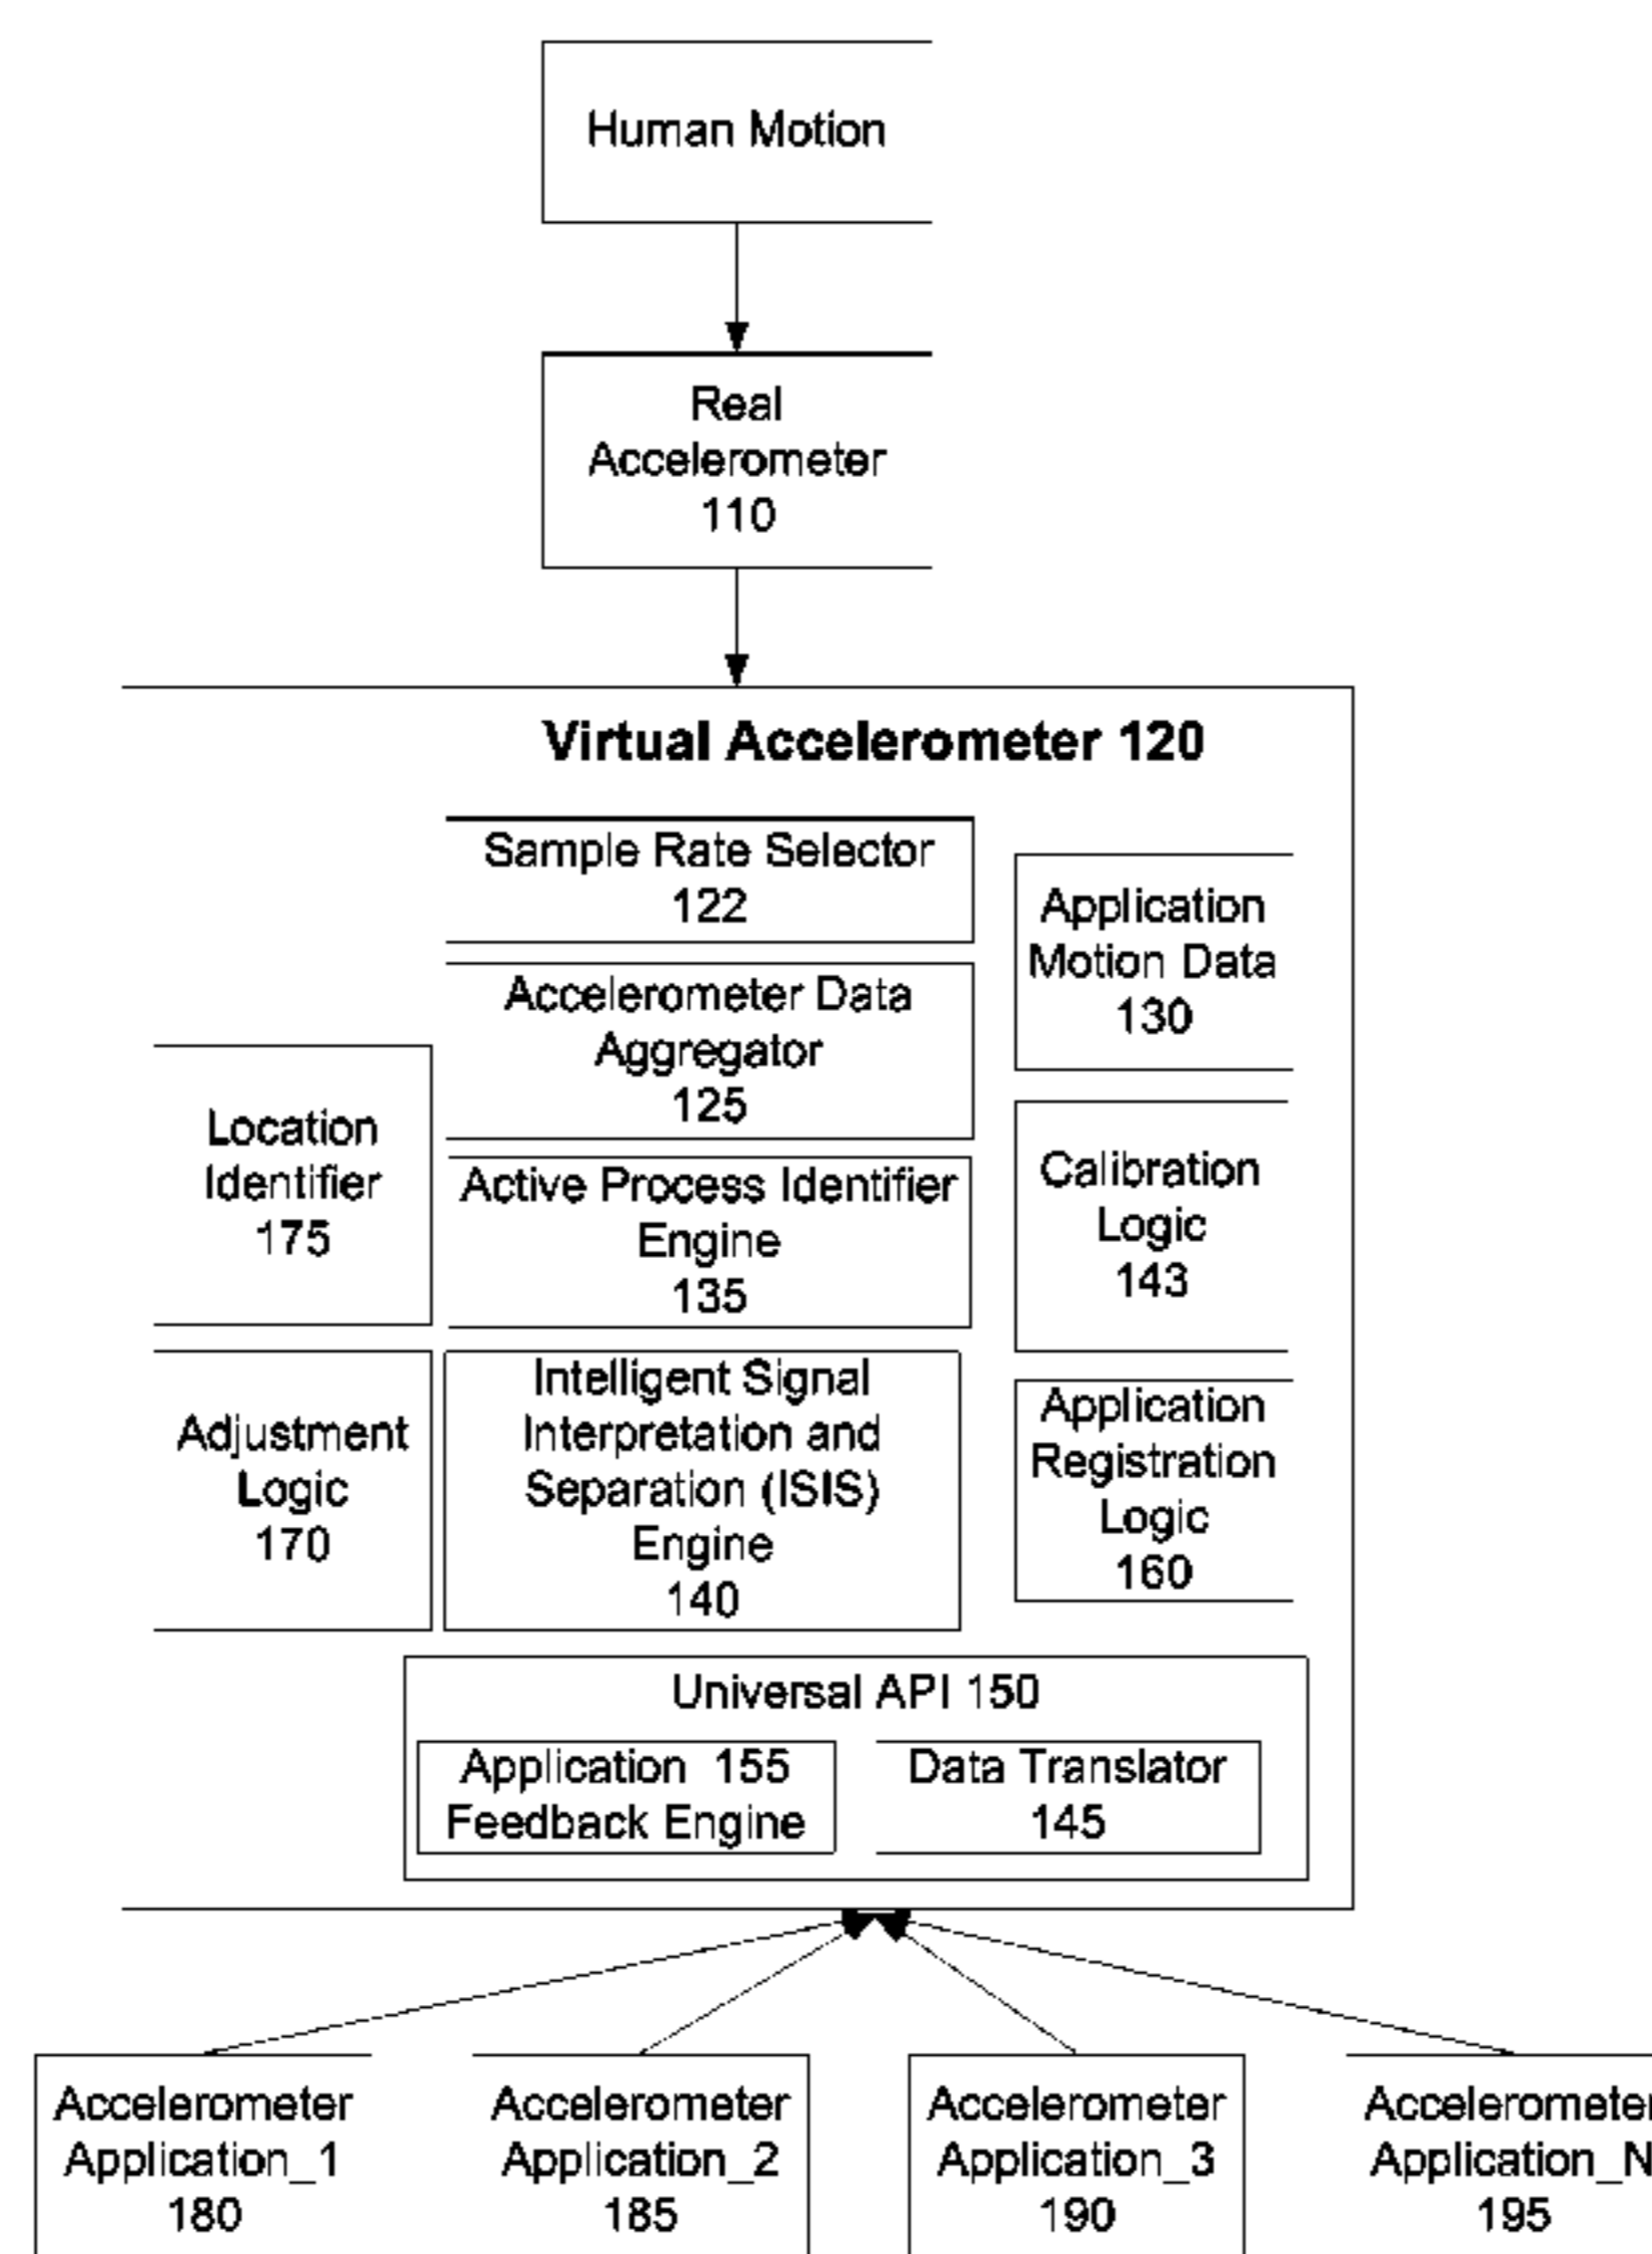 Human Motion
Real
Accelerometer
110
Virtual Accelerometer 120
Sample Rate Selector
122
Application
Motion Data
130
Accelerometer Data
Aggregator
125
Location
Identifier
175
Active Process Identifier
Engine
135
Calibration
Logic
143
Adjustment
Logic
170
Intelligent Signal
Interpretation and
Separation (ISIS)
Engine
140
Application
Registration
Logic
160
Universal API 150
Application 155
Feedback Engine
Data Translator
145
Accelerometer
Application_1
180
Accelerometer
Application_2
185
Accelerometer
Application_3
190
Accelerometer
Application_N
195